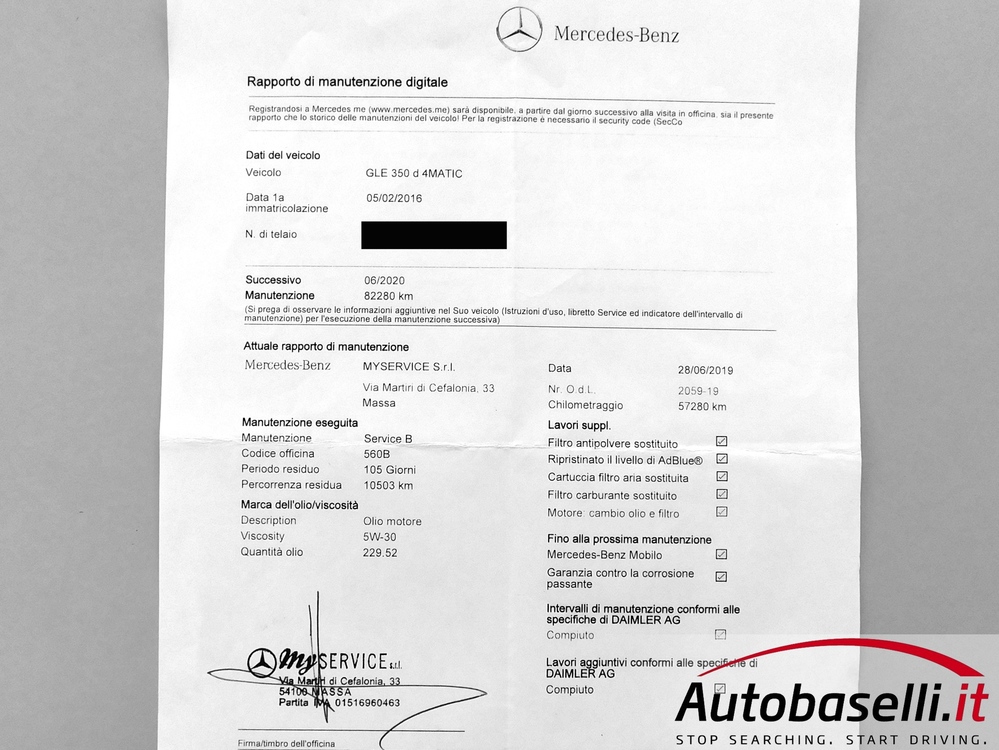 Mercedes-Benz
Rapporto di manutenzione digitale
Registrandosi a Mercedes me (www.mercedes.me) sarà disponibile, a partire dal giorno successivo alla visita in officina, sia il presente
rapporto che lo storico delle manutenzioni del veicolo! Per la registrazione è necessario il security code (SecCo
Dati del veicolo
Veicolo GLE 350 d 4MATIC
Data 1a
immatricolazione 05/02/2016
N. di telaio
Successivo 06/2020
Manutenzione 82280 km
(Si prega di osservare le informazioni aggiuntive nel Suo veicolo (Istruzioni d'uso, libretto Service ed indicatore dell'intervallo di
manutenzione) per l'esecuzione della manutenzione successiva)
Attuale rapporto di manutenzione
Mercedes-Benz MYSERVICE S.r.l.
Via Martiri di Cefalonia, 33
Massa
Data 28/06/2019
Nr. O.d.L. 2059-19
Chilometraggio 57280 km
Manutenzione eseguita
Manutenzione Service B
Codice officina 560B
Periodo residuo 105 Giorni
Percorrenza residua 10503 km
Marca dell'olio/viscosità
Description Olio motore
Viscosity 5W-30
Quantità olio 229.52
Lavori suppl.
Filtro antipolvere sostituito
Ripristinato il livello di AdBlue®
Cartuccia filtro aria sostituita
Filtro carburante sostituito
Motore: cambio olio e filtro
Fino alla prossima manutenzione
Mercedes-Benz Mobilo
Garanzia contro la corrosione
passante
Intervalli di manutenzione conformi alle
specifiche di DAIMLER AG
Compiuto
Lavori aggiuntivi conformi alle specifiche di
DAIMLER AG
Compiuto
mySERVICE s.r.l.
Via Martiri di Cefalonia, 33
54100 MASSA
Partita IVA 01516960463
Firma/timbro dell'officina
Autobaselli.it
STOP SEARCHING. START DRIVING.